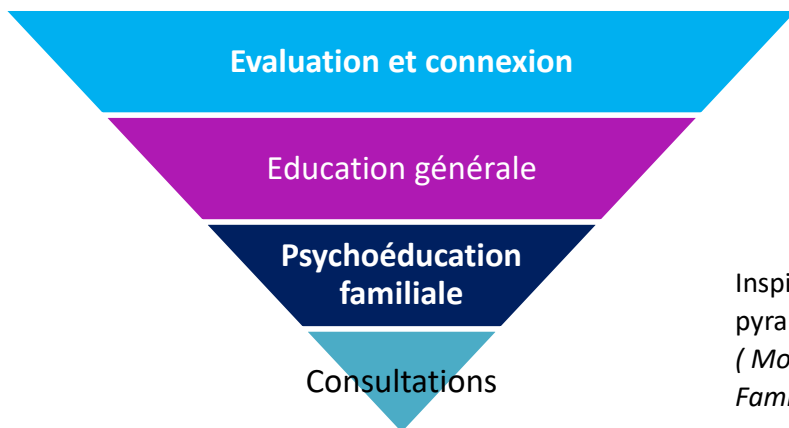 Evaluation et connexion
Education générale
Psychoéducation
familiale
Consultations